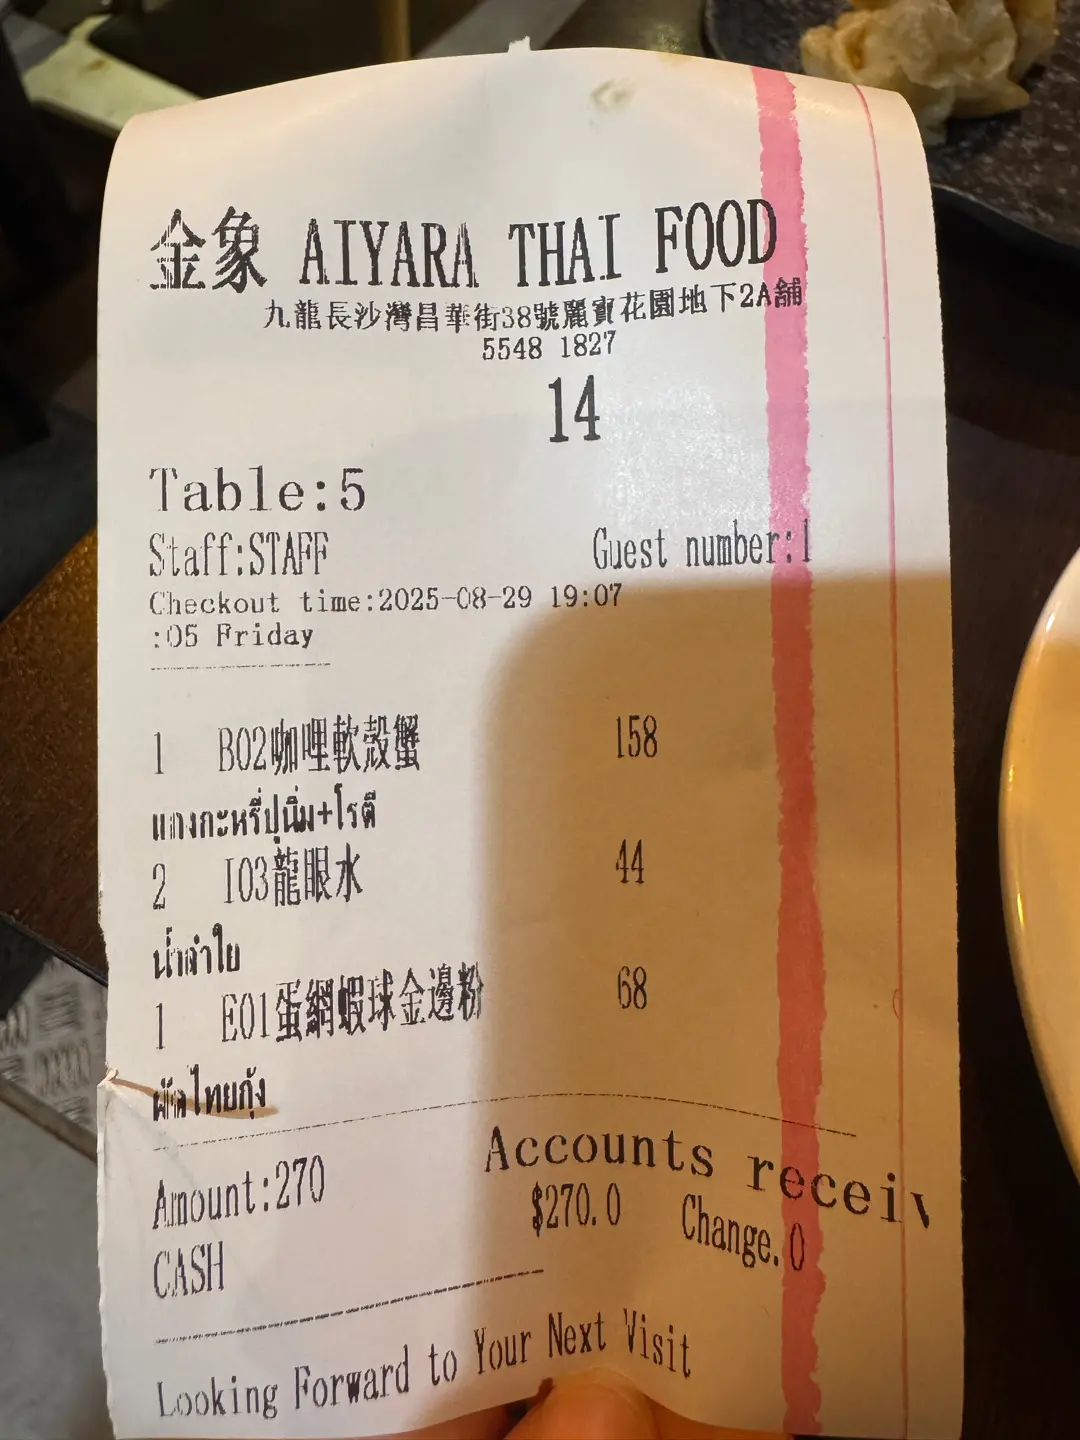 金象 AIYARA THAI FOOD
九龍長沙灣昌華街38號麗寶花園地下2A舖
5548 1827
14
Table:5
Staff:STAFF Guest number:1
Checkout time:2025-08-29 19:07
:05 Friday
1 B02咖哩軟殼蟹 158
แกงกะหรี่ปูนิ่ม+โรตี
2 I03龍眼水 44
น้ำลำใย
1 E01蛋網蝦球金邊粉 68
ผัดไทยกุ้ง
Amount:270 Accounts receiv
CASH $270.0 Change.0
Looking Forward to Your Next Visit